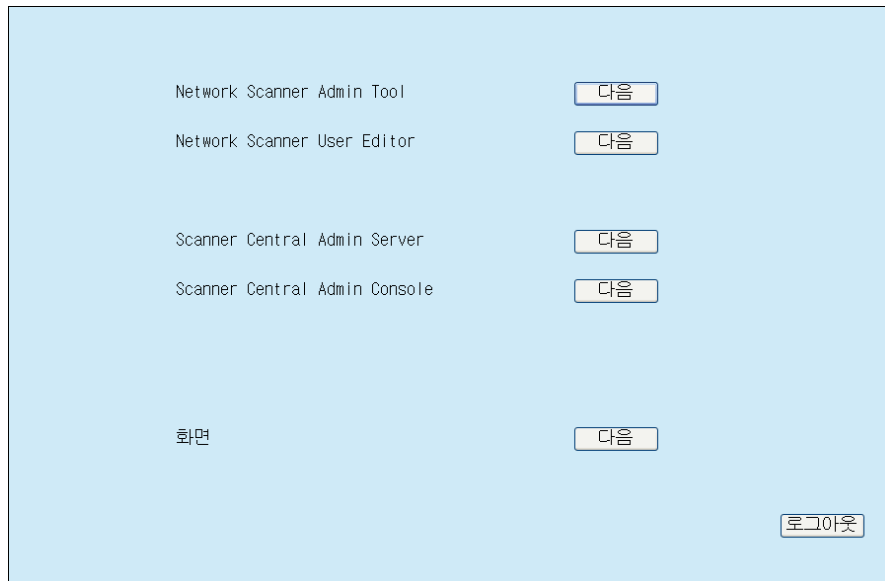 Network Scanner Admin Tool 다음
Network Scanner User Editor 다음
Scanner Central Admin Server 다음
Scanner Central Admin Console 다음
화면 다음
로그아웃